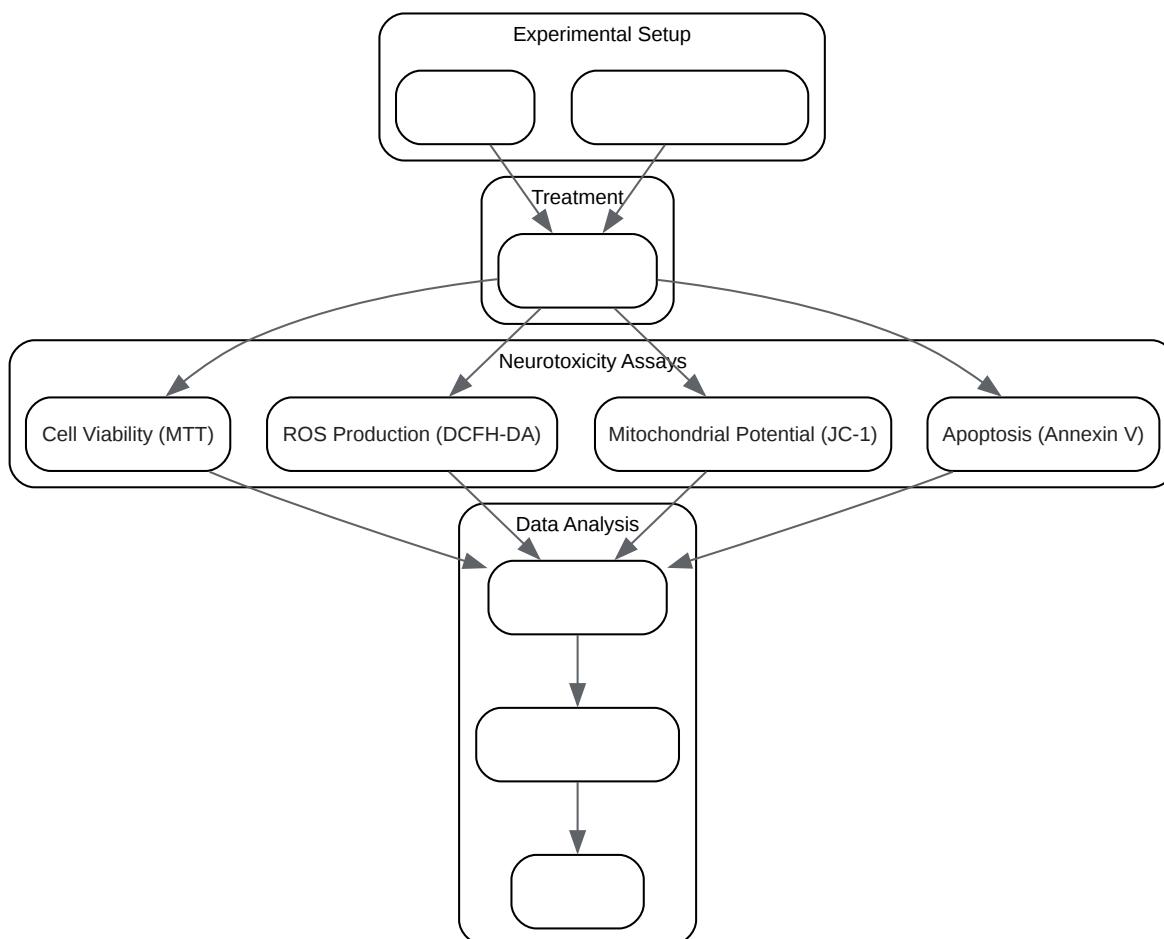 Experimental Setup
Treatment
Neurotoxicity Assays
Cell Viability (MTT)
ROS Production (DCFH-DA)
Mitochondrial Potential (JC-1)
Apoptosis (Annexin V)
Data Analysis